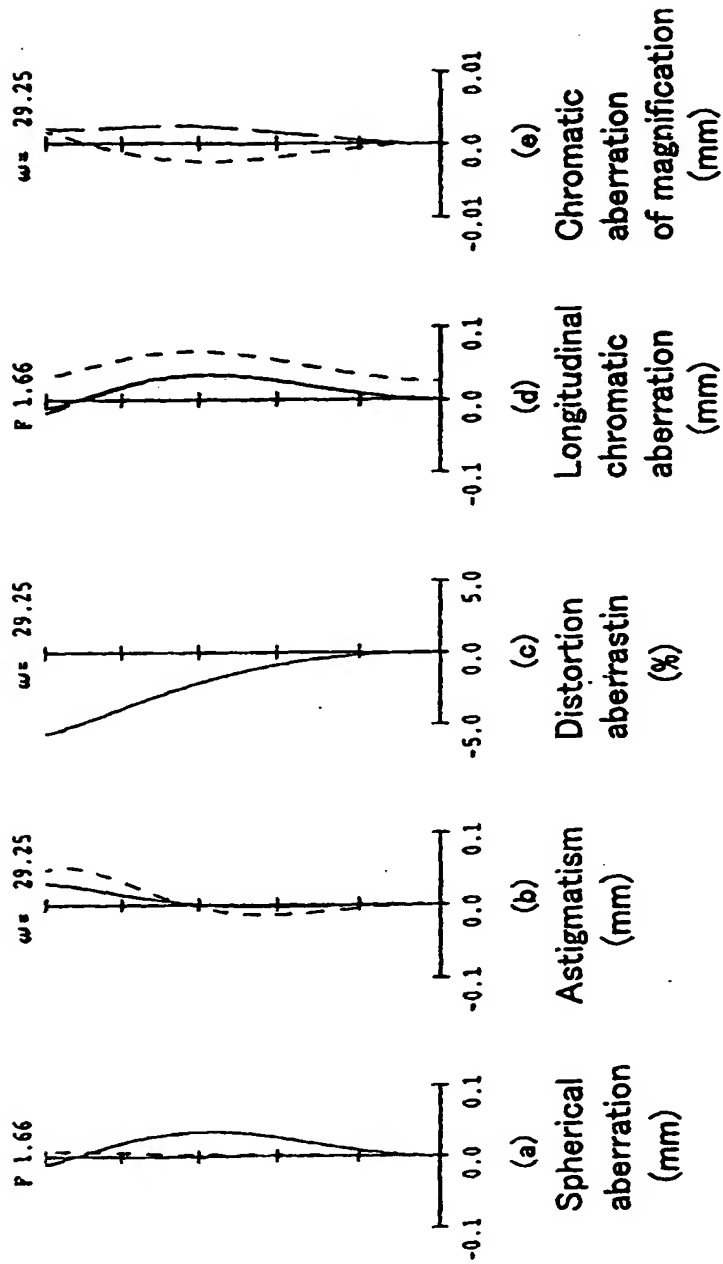 F 1.66
-0.1 0.0 0.1
(a)
Spherical
aberration
(mm)
ω= 29.25
-0.1 0.0 0.1
(b)
Astigmatism
(mm)
ω= 29.25
-5.0 0.0 5.0
(c)
Distortion
aberrastin
(%)
F 1.66
-0.1 0.0 0.1
(d)
Longitudinal
chromatic
aberration
(mm)
ω= 29.25
-0.01 0.0 0.01
(e)
Chromatic
aberration
of magnification
(mm)